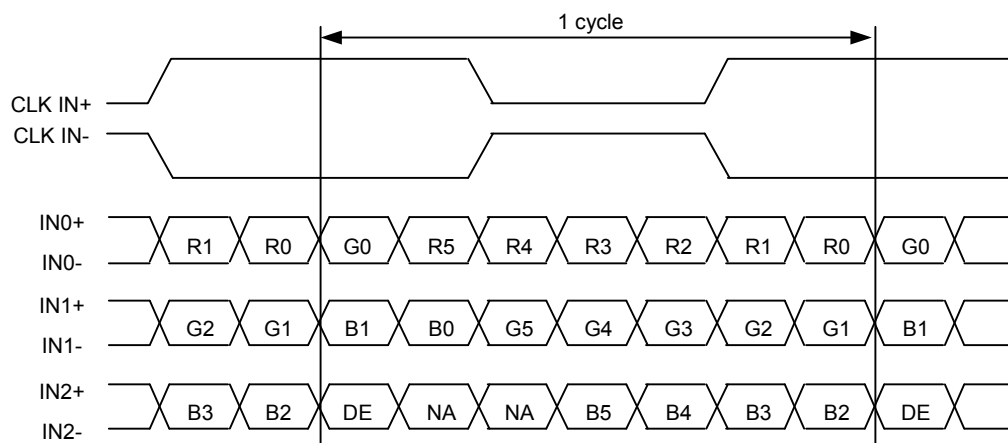 1 cycle
CLK IN+
CLK IN-
IN0+
R1 R0 G0 R5 R4 R3 R2 R1 R0 G0
IN0-
IN1+
G2 G1 B1 B0 G5 G4 G3 G2 G1 B1
IN1-
IN2+
B3 B2 DE NA NA B5 B4 B3 B2 DE
IN2-